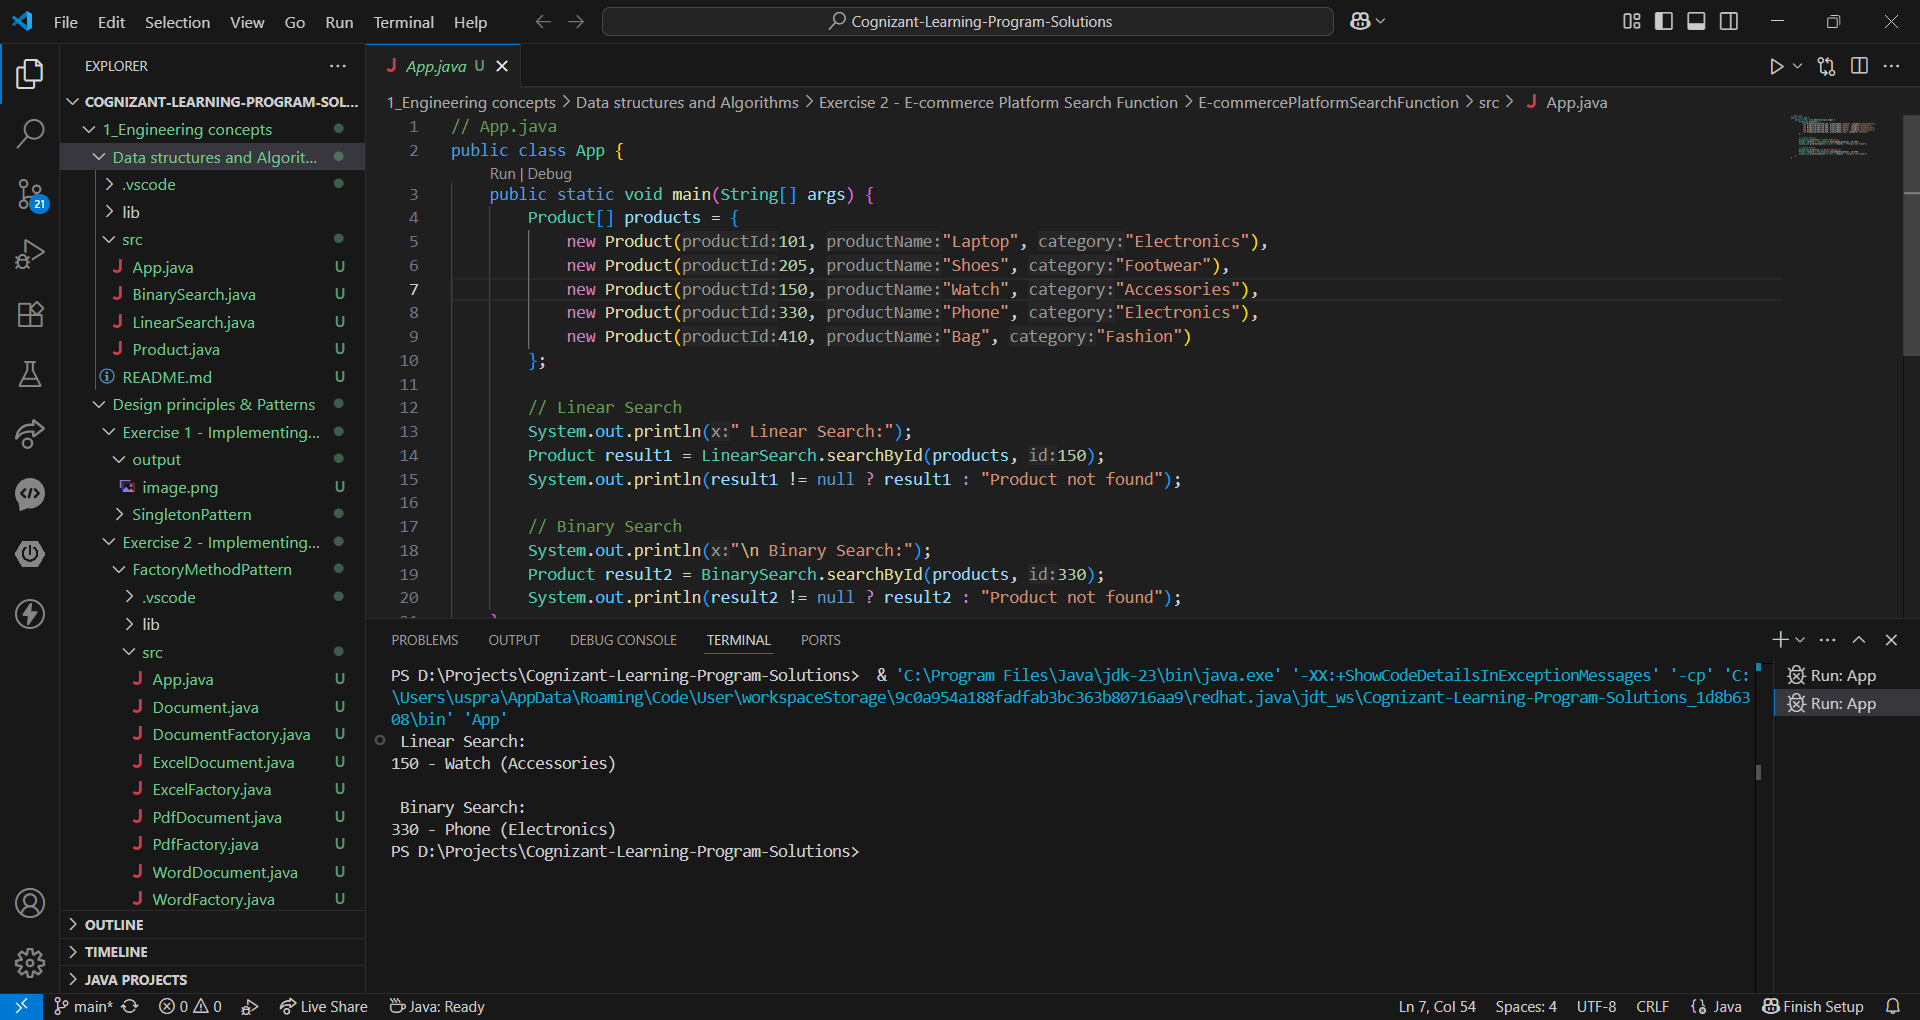 File Edit Selection View Go Run Terminal Help
Cognizant-Learning-Program-Solutions
EXPLORER
COGNIZANT-LEARNING-PROGRAM-SOL...
1_Engineering concepts
Data structures and Algorit...
.vscode
lib
src
App.java U
BinarySearch.java U
LinearSearch.java U
Product.java U
README.md U
Design principles & Patterns
Exercise 1 - Implementing...
output
image.png U
SingletonPattern
Exercise 2 - Implementing...
FactoryMethodPattern
.vscode
lib
src
App.java U
Document.java U
DocumentFactory.java U
ExcelDocument.java U
ExcelFactory.java U
PdfDocument.java U
PdfFactory.java U
WordDocument.java U
WordFactory.java U
OUTLINE
TIMELINE
JAVA PROJECTS
21
App.java U
1_Engineering concepts > Data structures and Algorithms > Exercise 2 - E-commerce Platform Search Function > E-commercePlatformSearchFunction > src > App.java
1 // App.java
2 public class App {
Run | Debug
3 public static void main(String[] args) {
4 Product[] products = {
5 new Product(productId:101, productName:"Laptop", category:"Electronics"),
6 new Product(productId:205, productName:"Shoes", category:"Footwear"),
7 new Product(productId:150, productName:"Watch", category:"Accessories"),
8 new Product(productId:330, productName:"Phone", category:"Electronics"),
9 new Product(productId:410, productName:"Bag", category:"Fashion")
10 };
11
12 // Linear Search
13 System.out.println(x:" Linear Search:");
14 Product result1 = LinearSearch.searchById(products, id:150);
15 System.out.println(result1 != null ? result1 : "Product not found");
16
17 // Binary Search
18 System.out.println(x:"\n Binary Search:");
19 Product result2 = BinarySearch.searchById(products, id:330);
20 System.out.println(result2 != null ? result2 : "Product not found");
PROBLEMS OUTPUT DEBUG CONSOLE TERMINAL PORTS
PS D:\Projects\Cognizant-Learning-Program-Solutions> & 'C:\Program Files\Java\jdk-23\bin\java.exe' '-XX:+ShowCodeDetailsInExceptionMessages' '-cp' 'C:
\Users\uspra\AppData\Roaming\Code\User\workspaceStorage\9c0a954a188fadfab3bc363b80716aa9\redhat.java\jdt_ws\Cognizant-Learning-Program-Solutions_1d8b63
08\bin' 'App'
Linear Search:
150 - Watch (Accessories)
Binary Search:
330 - Phone (Electronics)
PS D:\Projects\Cognizant-Learning-Program-Solutions>
Run: App
Run: App
main* 0 0 Live Share Java: Ready Ln 7, Col 54 Spaces: 4 UTF-8 CRLF Java Finish Setup